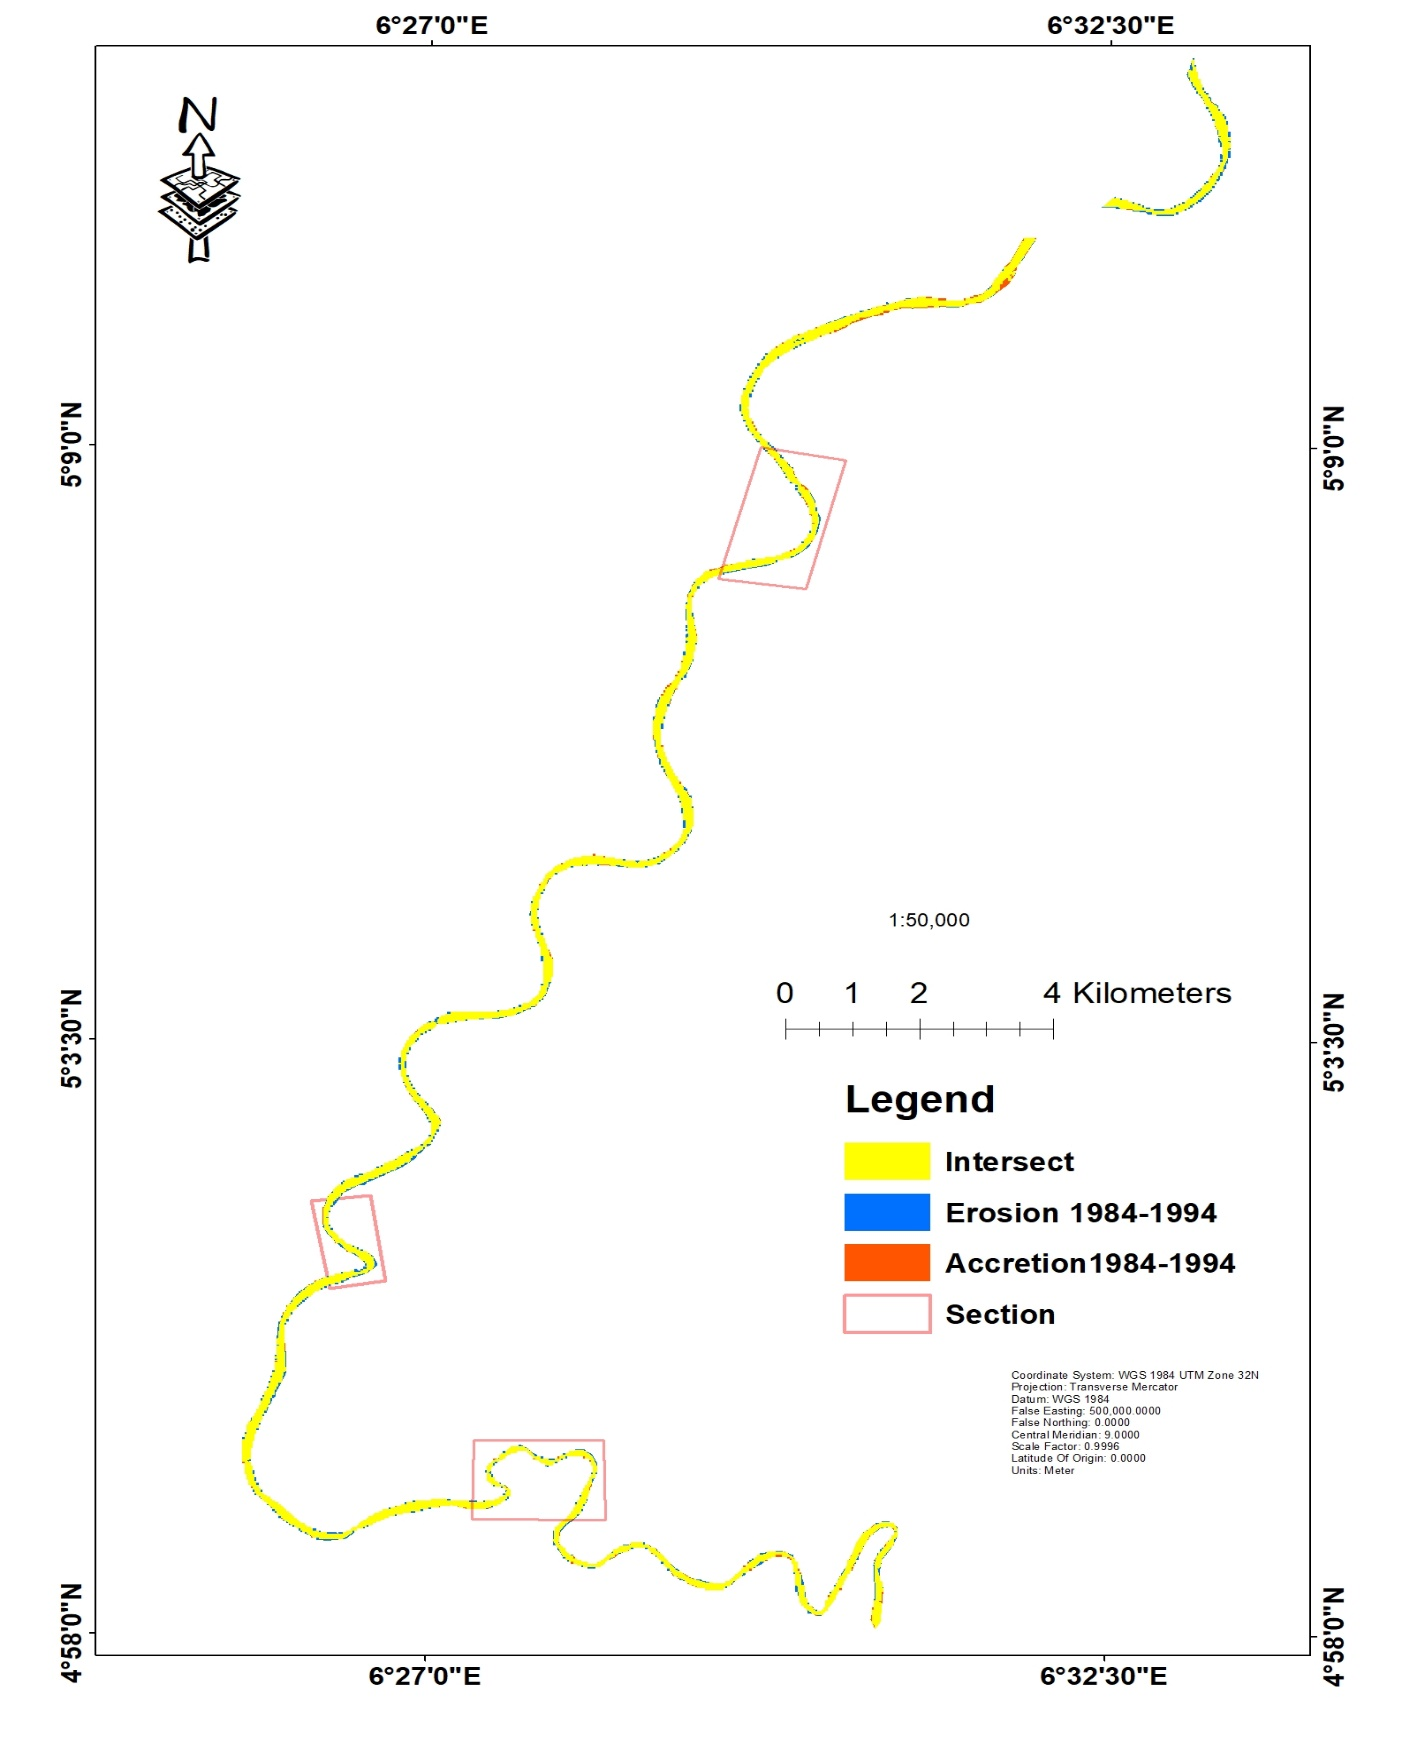 6°27'0"E 6°32'30"E
N
5°9'0"N 5°9'0"N
1:50,000
0 1 2 4 Kilometers
5°3'30"N 5°3'30"N
Legend
Intersect
Erosion 1984-1994
Accretion1984-1994
Section
Coordinate System: WGS 1984 UTM Zone 32N
Projection: Transverse Mercator
Datum: WGS 1984
False Easting: 500,000.0000
False Northing: 0.0000
Central Meridian: 9.0000
Scale Factor: 0.9996
Latitude Of Origin: 0.0000
Units: Meter
4°58'0"N 4°58'0"N
6°27'0"E 6°32'30"E